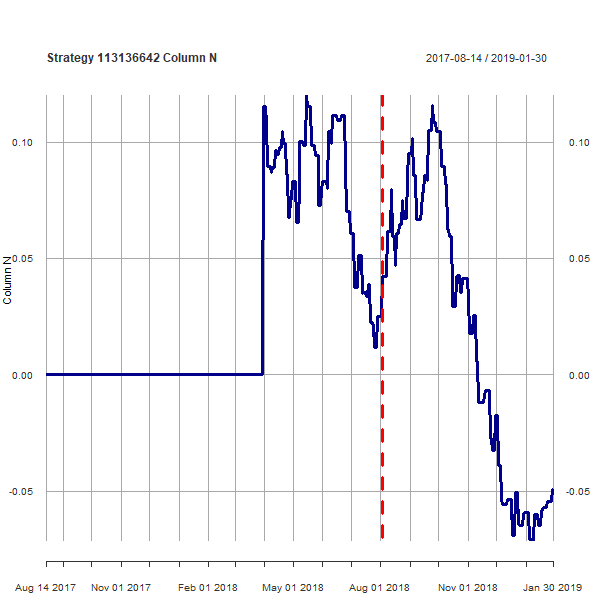 Strategy 113136642 Column N
2017-08-14 / 2019-01-30
0.10
0.10
0.05
0.05
Column N
0.00
0.00
-0.05
-0.05
Aug 14 2017
Nov 01 2017
Feb 01 2018
May 01 2018
Aug 01 2018
Nov 01 2018
Jan 30 2019